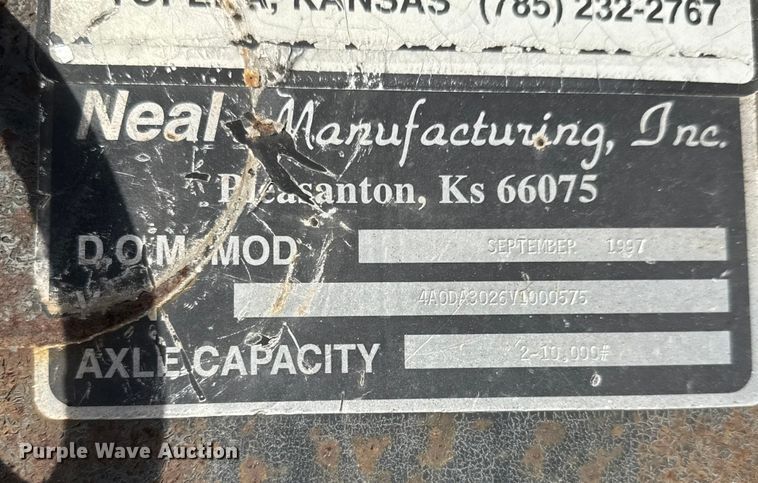 TOPEKA, KANSAS (785) 232-2767
Neal Manufacturing, Inc.
Pleasanton, Ks 66075
D.O.M. MOD SEPTEMBER 1997
4A0DA3026V1000575
AXLE CAPACITY 2-10,000#
Purple Wave Auction